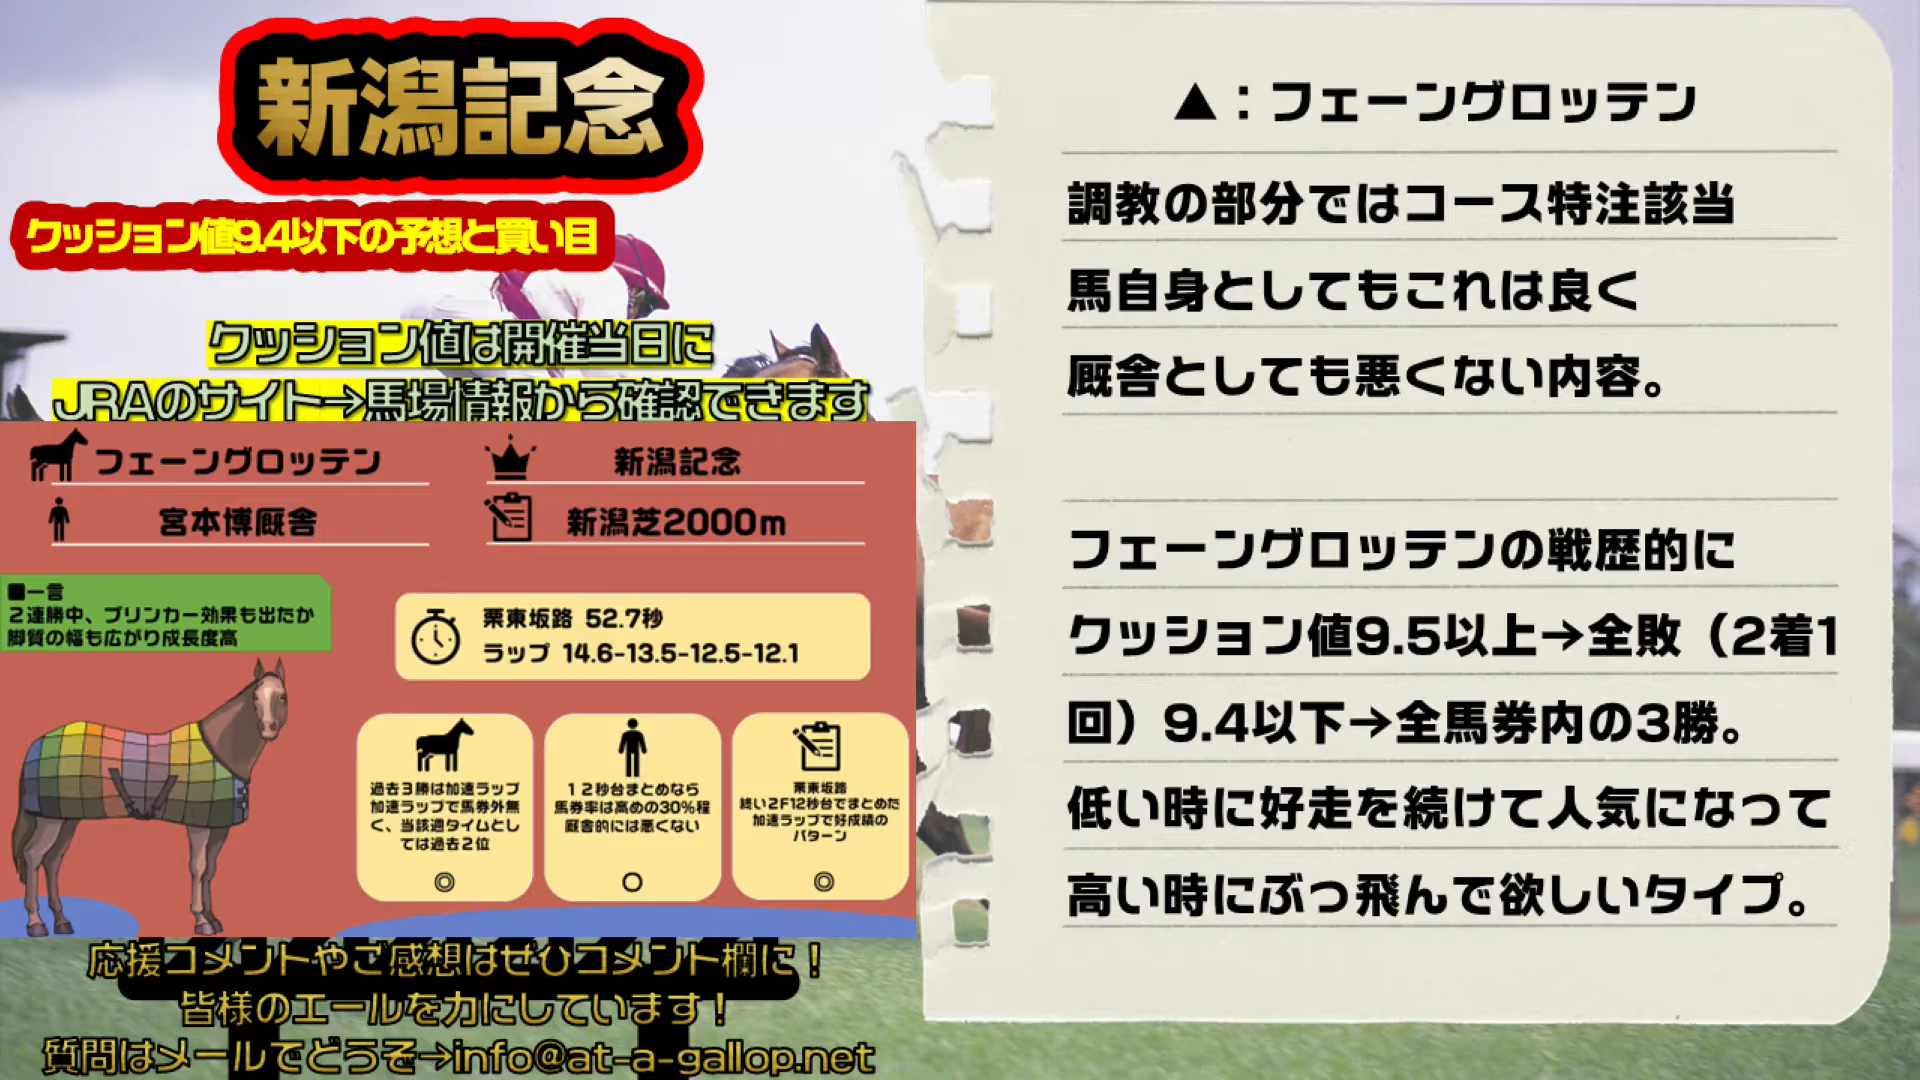 新潟記念
クッション値9.4以下の予想と買い目
クッション値は開催当日に
JRAのサイト→馬場情報から確認できます
フェーングロッテン
新潟記念
宮本博厩舎
新潟芝2000m
■一言
２連勝中、ブリンカー効果も出たか
脚質の幅も広がり成長度高
栗東坂路 52.7秒
ラップ 14.6-13.5-12.5-12.1
過去３勝は加速ラップ
加速ラップで馬券外無
く、当該週タイムとし
ては過去２位
◎
１２秒台まとめなら
馬券率は高めの30%程
厩舎的には悪くない
○
栗東坂路
終い２F12秒台でまとめた
加速ラップで好成績の
パターン
◎
応援コメントやご感想はぜひコメント欄に！
皆様のエールを力にしています！
質問はメールでどうぞ→info@at-a-gallop.net
▲：フェーングロッテン
調教の部分ではコース特注該当
馬自身としてもこれは良く
厩舎としても悪くない内容。
フェーングロッテンの戦歴的に
クッション値9.5以上→全敗（2着1
回）9.4以下→全馬券内の3勝。
低い時に好走を続けて人気になって
高い時にぶっ飛んで欲しいタイプ。